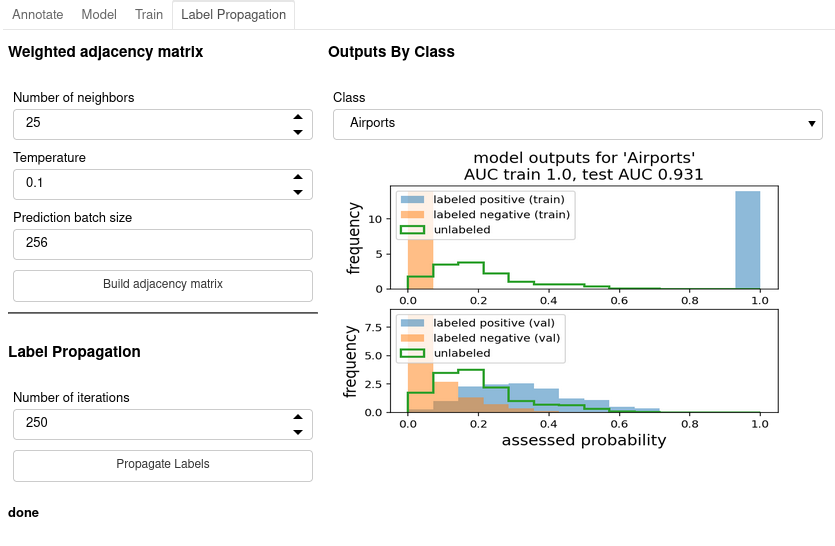 Annotate Model Train Label Propagation
Weighted adjacency matrix
Number of neighbors
25
Temperature
0.1
Prediction batch size
256
Build adjacency matrix
Label Propagation
Number of iterations
250
Propagate Labels
done
Outputs By Class
Class
Airports
model outputs for 'Airports'
AUC train 1.0, test AUC 0.931
labeled positive (train)
labeled negative (train)
unlabeled
frequency
10
5
0
0.0 0.2 0.4 0.6 0.8 1.0
labeled positive (val)
labeled negative (val)
unlabeled
frequency
7.5
5.0
2.5
0.0
0.0 0.2 0.4 0.6 0.8 1.0
assessed probability